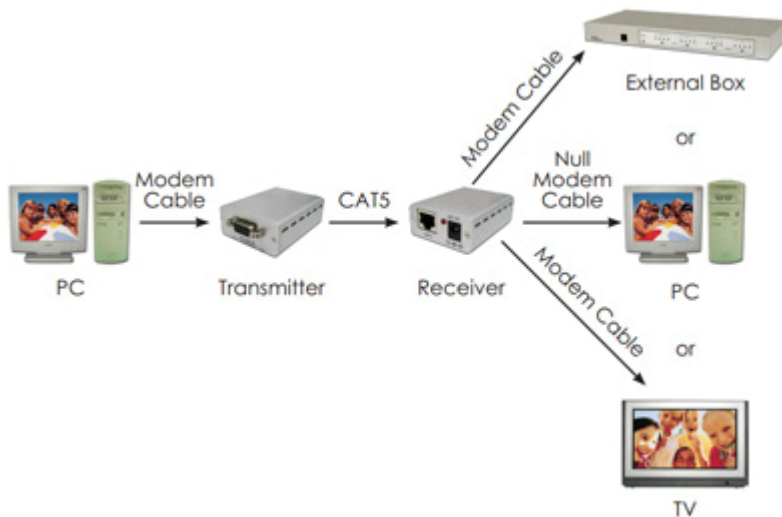 Modem Cable
External Box
or
Modem
Cable
CAT5
Null
Modem
Cable
PC
Transmitter
Receiver
PC
Modem Cable
or
TV